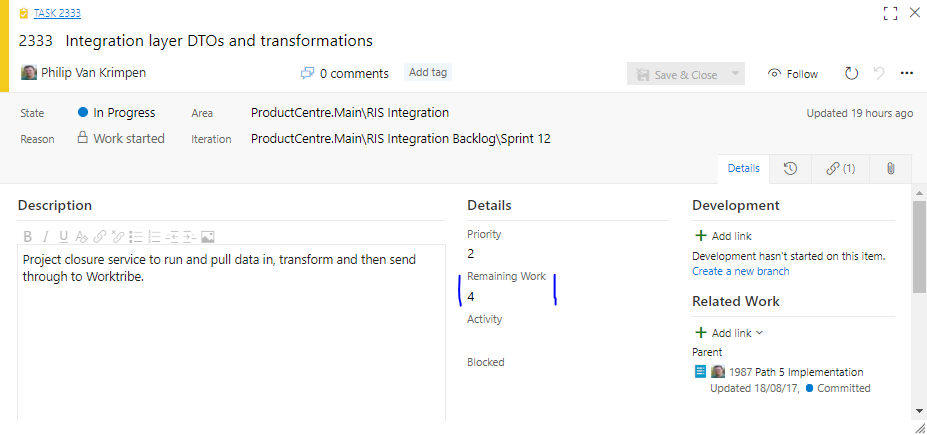 TASK 2333
2333 Integration layer DTOs and transformations
Philip Van Krimpen 0 comments Add tag Save & Close Follow
State In Progress Area ProductCentre.Main\RIS Integration Updated 19 hours ago
Reason Work started Iteration ProductCentre.Main\RIS Integration Backlog\Sprint 12
Details (1)
Description
B I U
Project closure service to run and pull data in, transform and then send
through to Worktribe.
Details
Priority
2
Remaining Work
4
Activity
Blocked
Development
+ Add link
Development hasn't started on this item.
Create a new branch
Related Work
+ Add link
Parent
1987 Path 5 Implementation
Updated 18/08/17, Committed